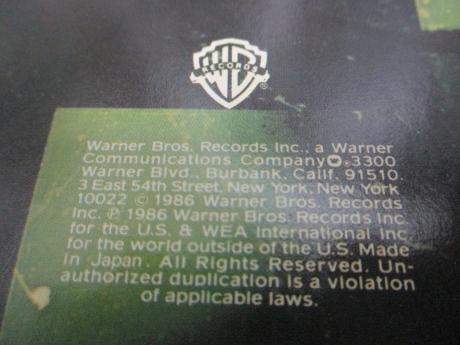 WB
RECORDS
®
Warner Bros. Records Inc., a Warner
Communications Company • 3300
Warner Blvd., Burbank, Calif. 91510.
3 East 54th Street, New York, New York
10022 © 1986 Warner Bros. Records
Inc. ℗ 1986 Warner Bros. Records Inc.
for the U.S. & WEA International Inc.
for the world outside of the U.S. Made
in Japan. All Rights Reserved. Un-
authorized duplication is a violation
of applicable laws.